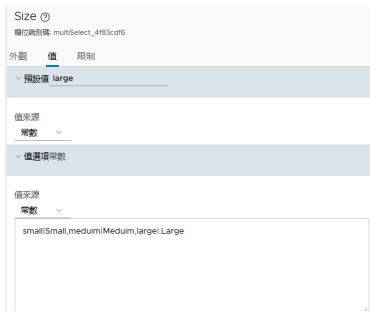 Size
欄位識別碼: multiSelect_4f83cdf6
外觀 值 限制
預設值 large
值來源
常數
值選項常數
值來源
常數
small|Small,meduim|Meduim,large|.Large